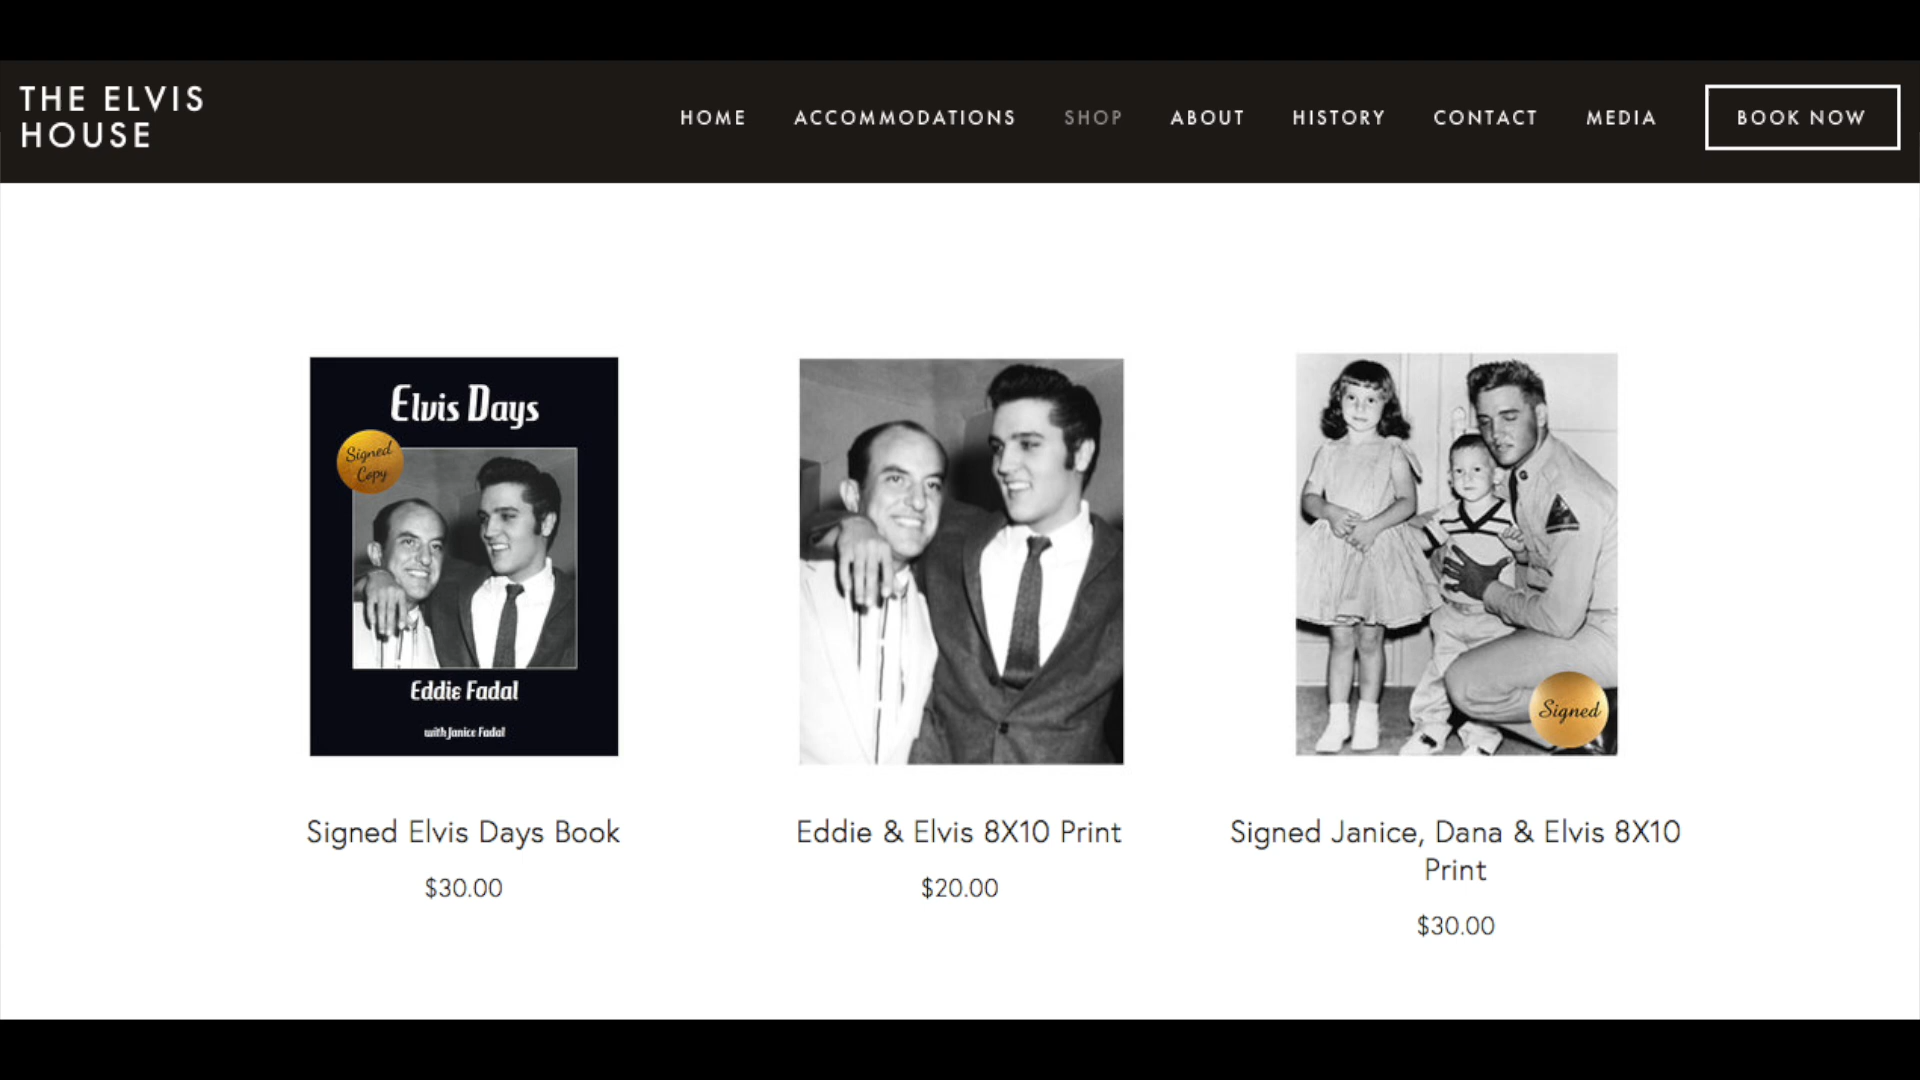 THE ELVIS
HOUSE
HOME
ACCOMMODATIONS
SHOP
ABOUT
HISTORY
CONTACT
MEDIA
BOOK NOW
Elvis Days
Signed
Copy
Eddie Fadal
with Janice Fadal
Signed
Signed Elvis Days Book
$30.00
Eddie & Elvis 8X10 Print
$20.00
Signed Janice, Dana & Elvis 8X10
Print
$30.00